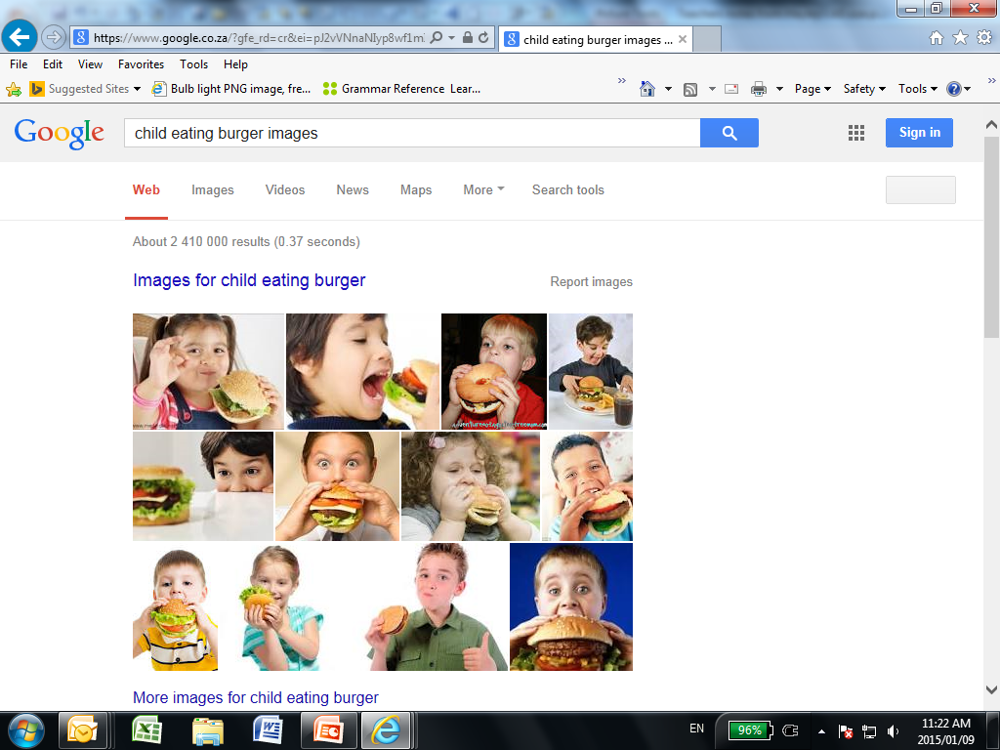 https://www.google.co.za/?gfe_rd=cr&ei=pJ2vVNnaNIyp8wf1m
child eating burger images ...
File Edit View Favorites Tools Help
Suggested Sites Bulb light PNG image, fre... Grammar Reference Lear... Page Safety Tools
Google child eating burger images Sign in
Web Images Videos News Maps More Search tools
About 2 410 000 results (0.37 seconds)
Images for child eating burger Report images
More images for child eating burger
EN 96% 11:22 AM
2015/01/09